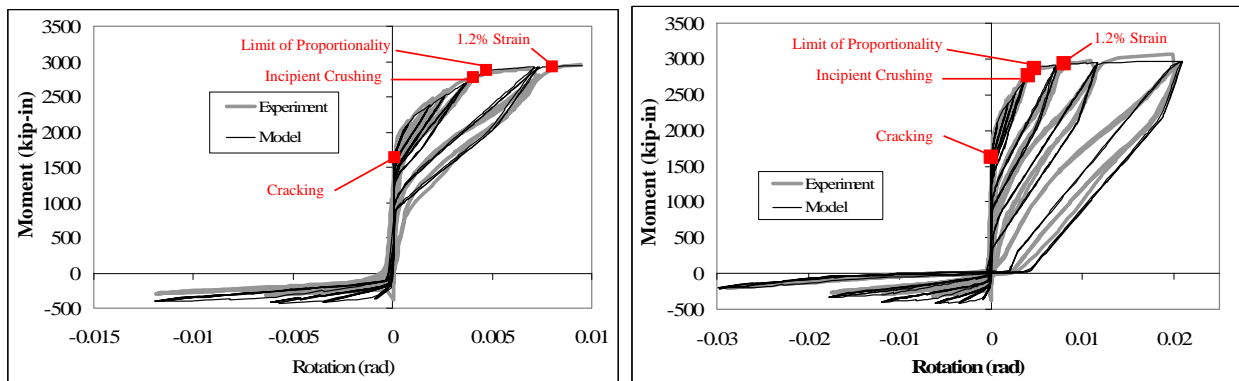 3500
3000
2500
2000
1500
1000
500
0
-500
-0.015
-0.01
-0.005
0
0.005
0.01
Moment (kip-in)
Rotation (rad)
Limit of Proportionality
1.2% Strain
Incipient Crushing
Experiment
Model
Cracking
3500
3000
2500
2000
1500
1000
500
0
-500
-0.03
-0.02
-0.01
0
0.01
0.02
Moment (kip-in)
Rotation (rad)
Limit of Proportionality
1.2% Strain
Incipient Crushing
Cracking
Experiment
Model